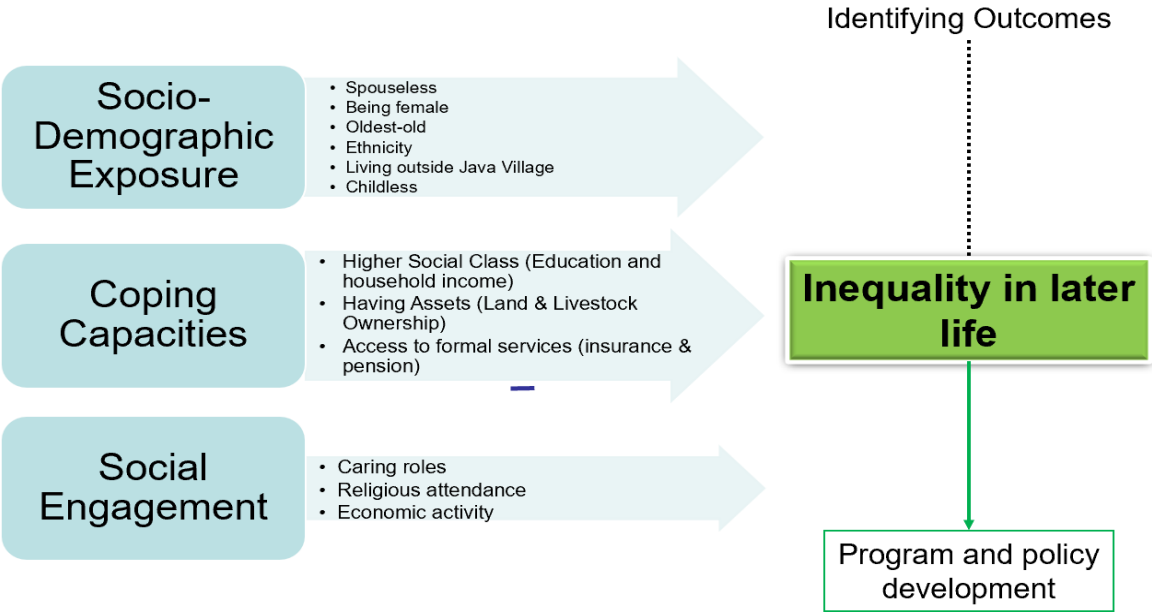 Identifying Outcomes
Socio-
Demographic
Exposure
• Spouseless
• Being female
• Oldest-old
• Ethnicity
• Living outside Java Village
• Childless
Coping
Capacities
• Higher Social Class (Education and
household income)
• Having Assets (Land & Livestock
Ownership)
• Access to formal services (insurance &
pension)
Inequality in later
life
Social
Engagement
• Caring roles
• Religious attendance
• Economic activity
Program and policy
development